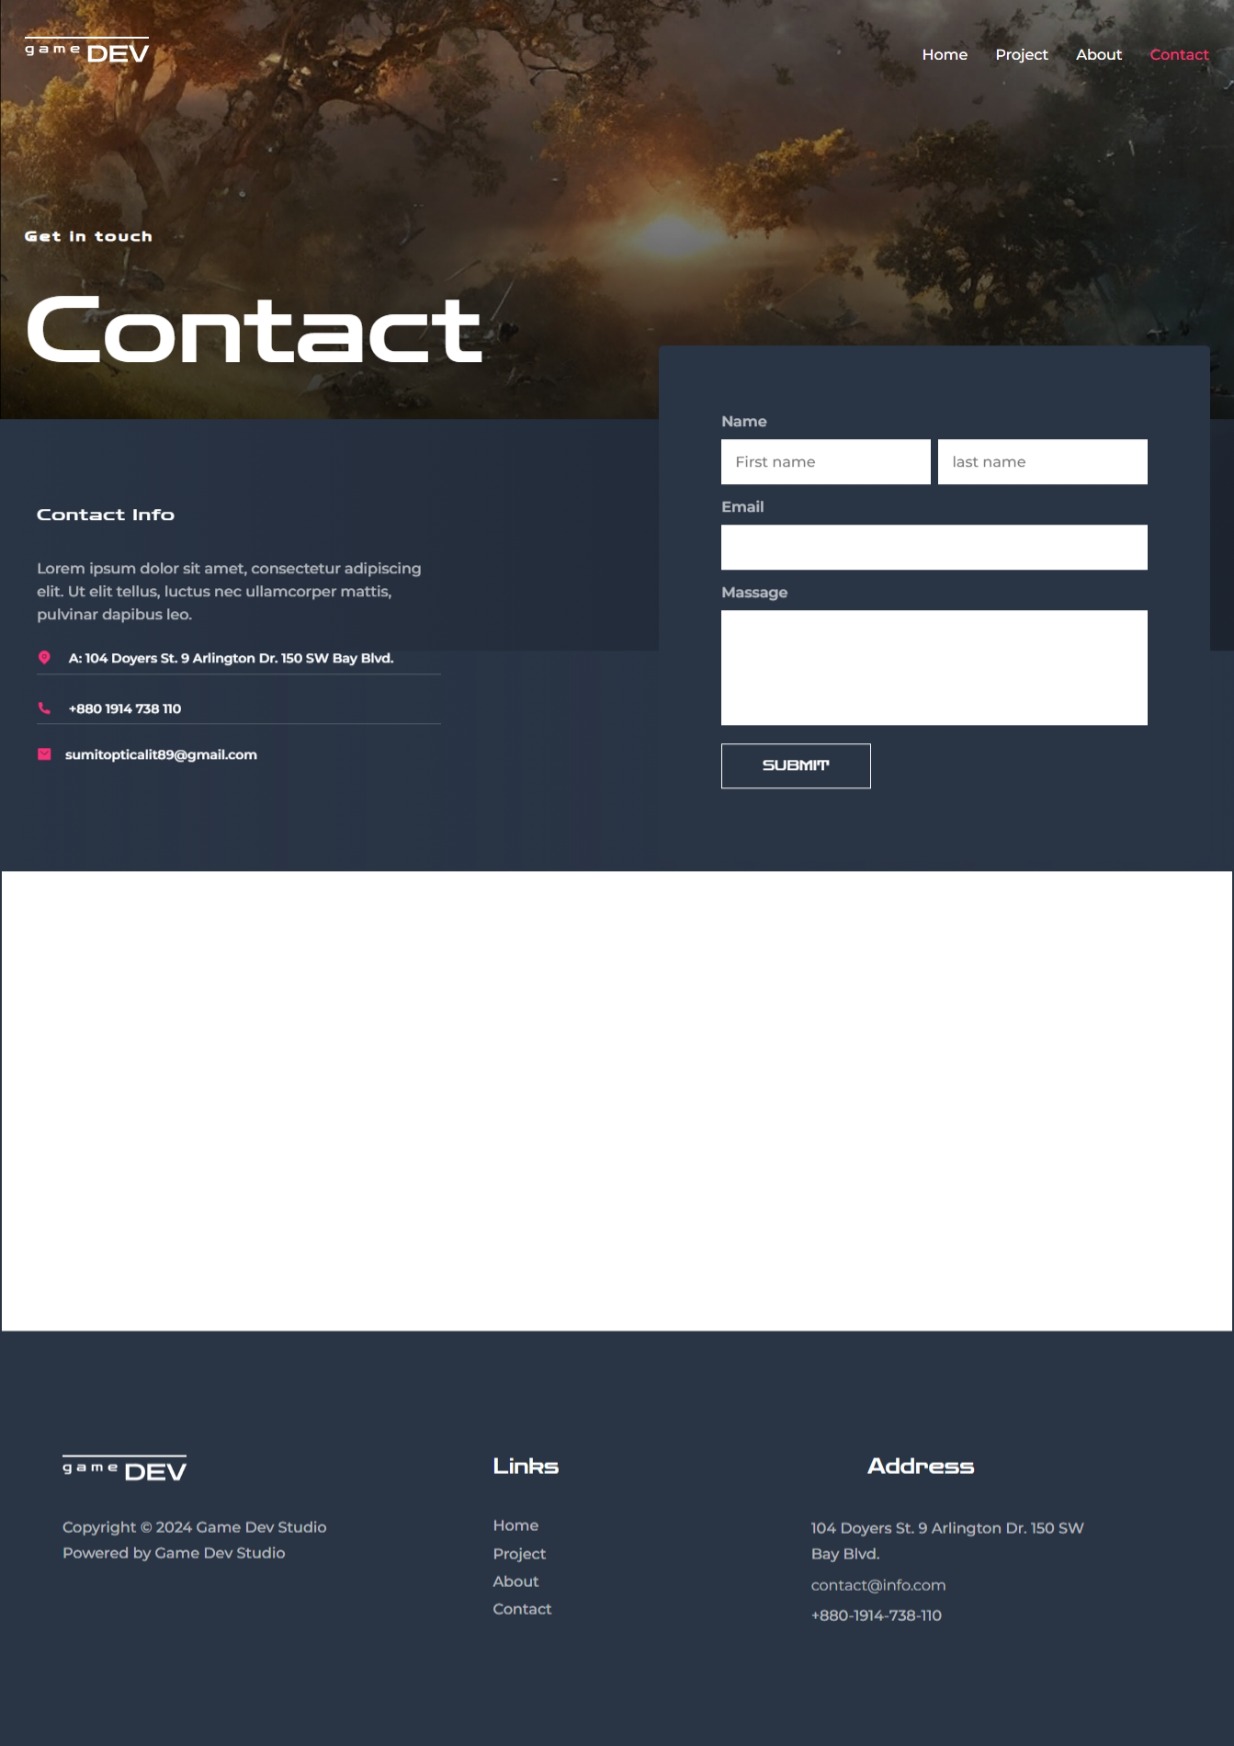 game DEV
Home Project About Contact
Get in touch
Contact
Name
First name last name
Email
Massage
SUBMIT
Contact Info
Lorem ipsum dolor sit amet, consectetur adipiscing
elit. Ut elit tellus, luctus nec ullamcorper mattis,
pulvinar dapibus leo.
A: 104 Doyers St. 9 Arlington Dr. 150 SW Bay Blvd.
+880 1914 738 110
sumitopticalit89@gmail.com
game DEV
Copyright © 2024 Game Dev Studio
Powered by Game Dev Studio
Links
Home
Project
About
Contact
Address
104 Doyers St. 9 Arlington Dr. 150 SW
Bay Blvd.
contact@info.com
+880-1914-738-110